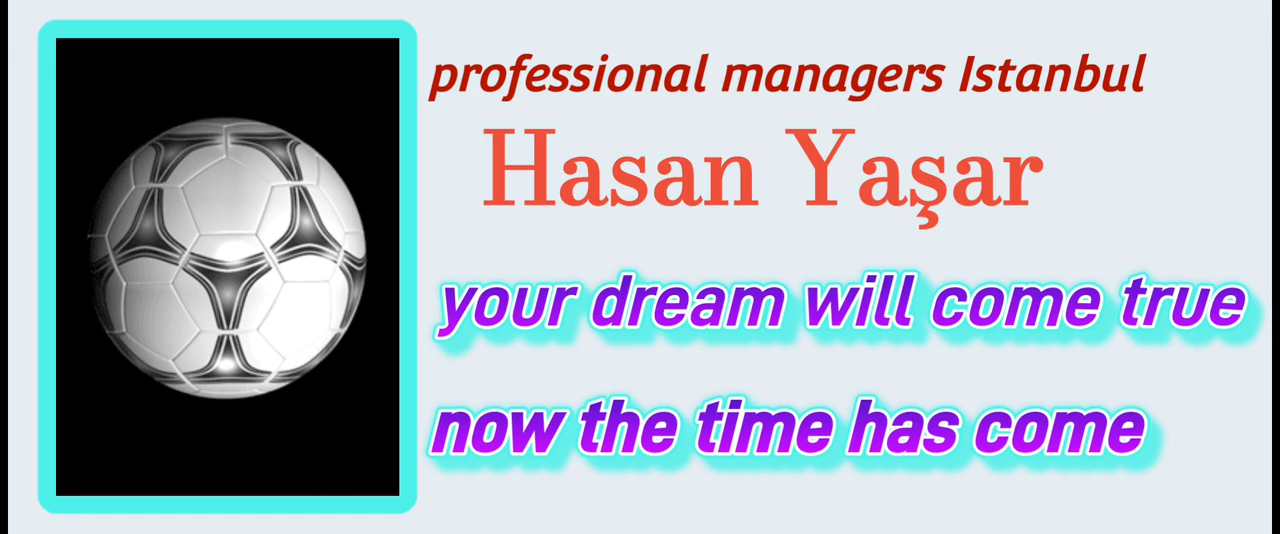 professional managers Istanbul
Hasan Yaşar
your dream will come true
now the time has come